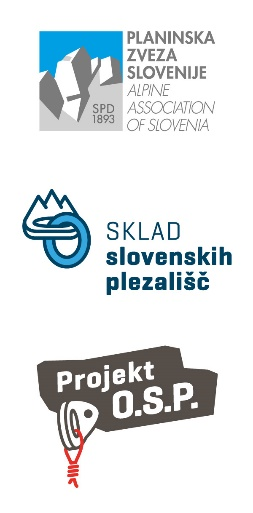 PLANINSKA
ZVEZA
SLOVENIJE
ALPINE
ASSOCIATION
OF SLOVENIA
SPD
1893
SKLAD
slovenskih
plezališč
Projekt
O.S.P.